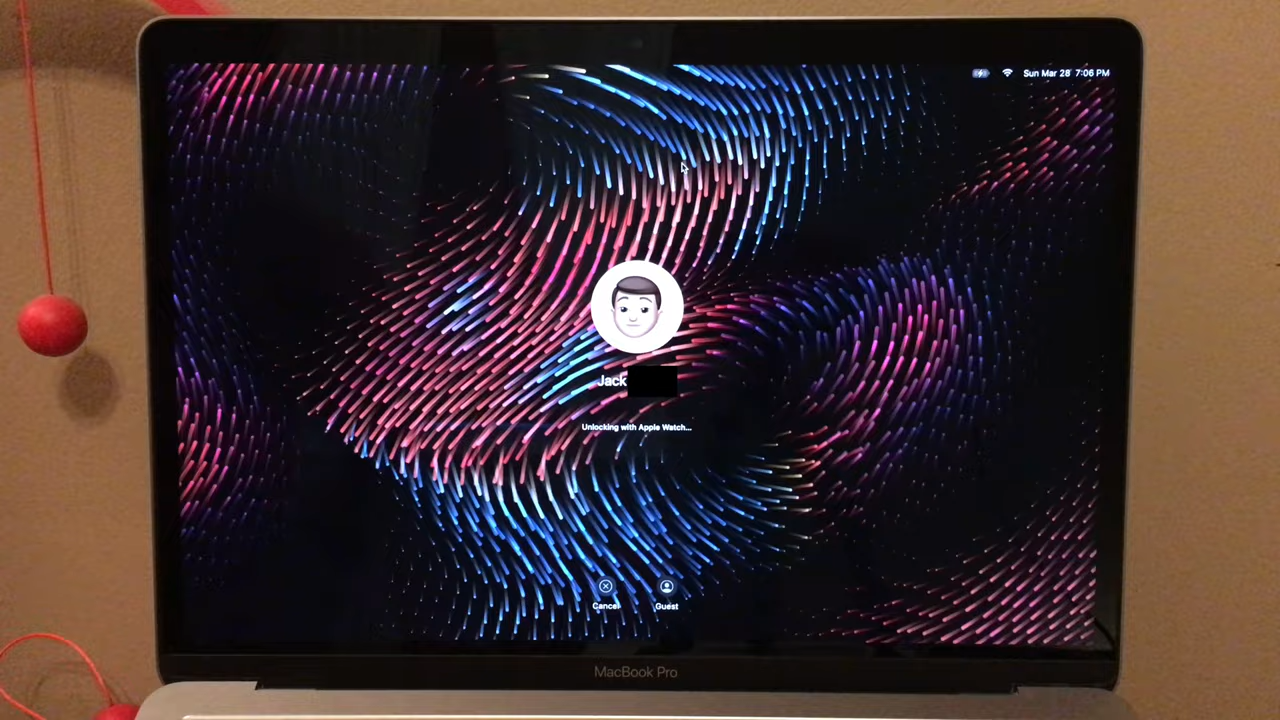 Sun Mar 28 7:06 PM
Jack
Unlocking with Apple Watch...
Cancel
Guest
MacBook Pro